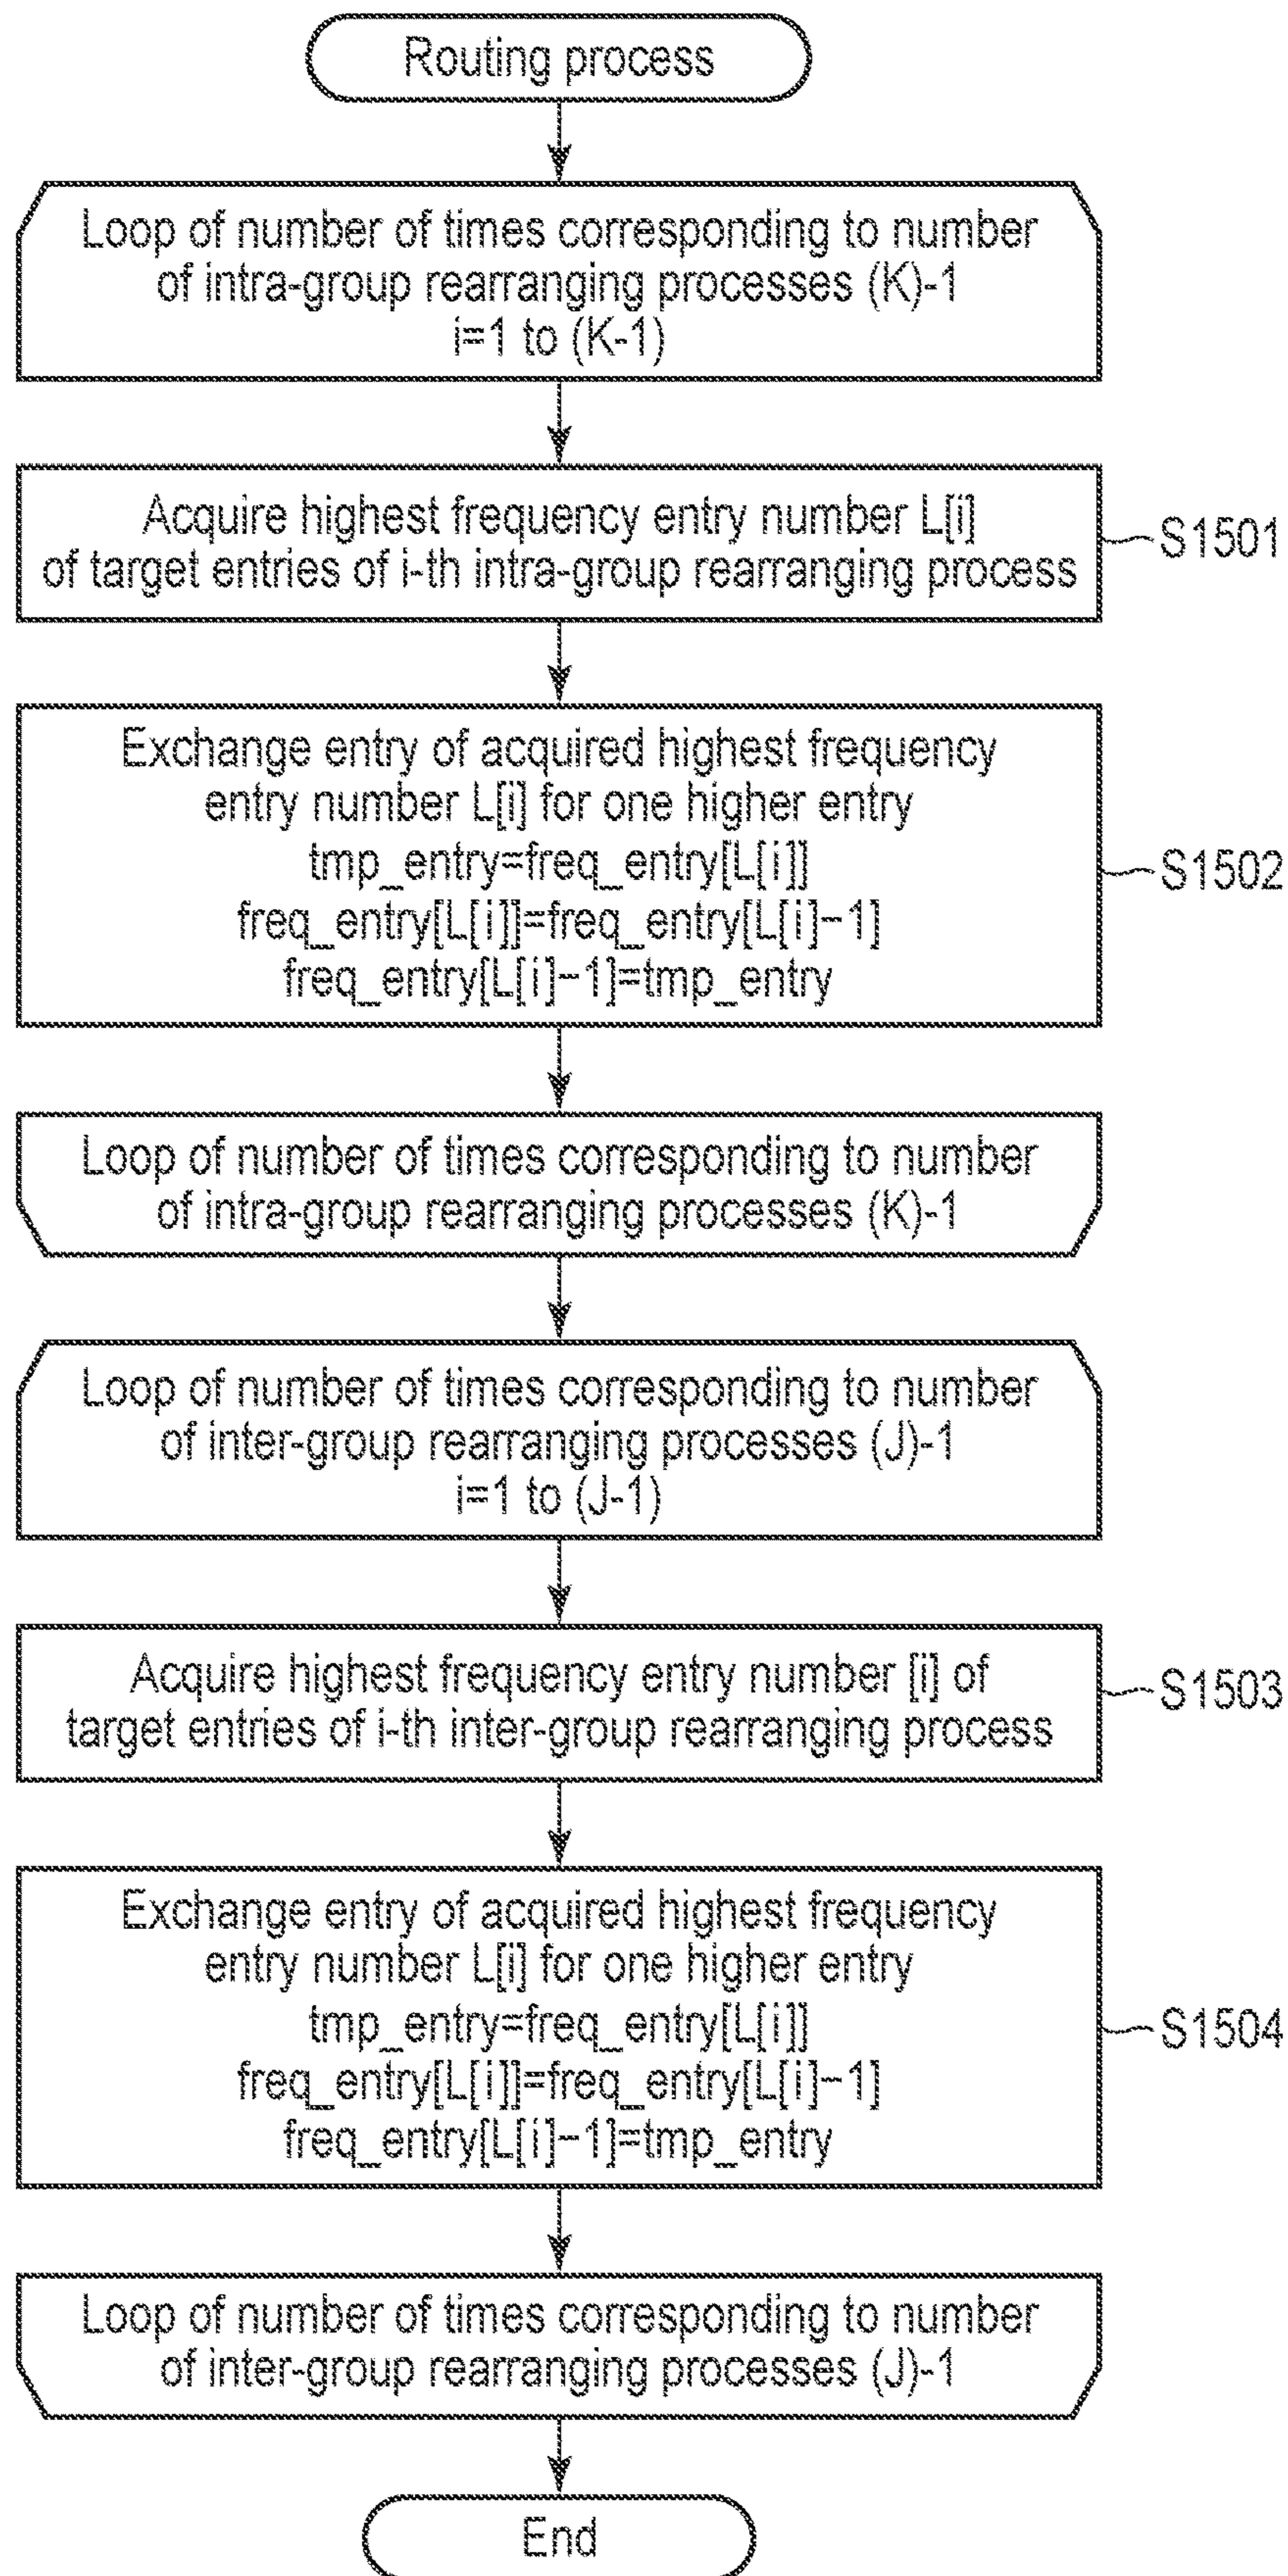 Routing process
Loop of number of times corresponding to number
of intra-group rearranging processes (K)-1
i=1 to (K-1)
Acquire highest frequency entry number L[i]
of target entries of i-th intra-group rearranging process
S1501
Exchange entry of acquired highest frequency
entry number L[i] for one higher entry
tmp_entry=freq_entry[L[i]]
freq_entry[L[i]]=freq_entry[L[i]−1]
freq_entry[L[i]−1]=tmp_entry
S1502
Loop of number of times corresponding to number
of intra-group rearranging processes (K)-1
Loop of number of times corresponding to number
of inter-group rearranging processes (J)-1
i=1 to (J-1)
Acquire highest frequency entry number [i] of
target entries of i-th inter-group rearranging process
S1503
Exchange entry of acquired highest frequency
entry number L[i] for one higher entry
tmp_entry=freq_entry[L[i]]
freq_entry[L[i]]=freq_entry[L[i]−1]
freq_entry[L[i]−1]=tmp_entry
S1504
Loop of number of times corresponding to number
of inter-group rearranging processes (J)-1
End